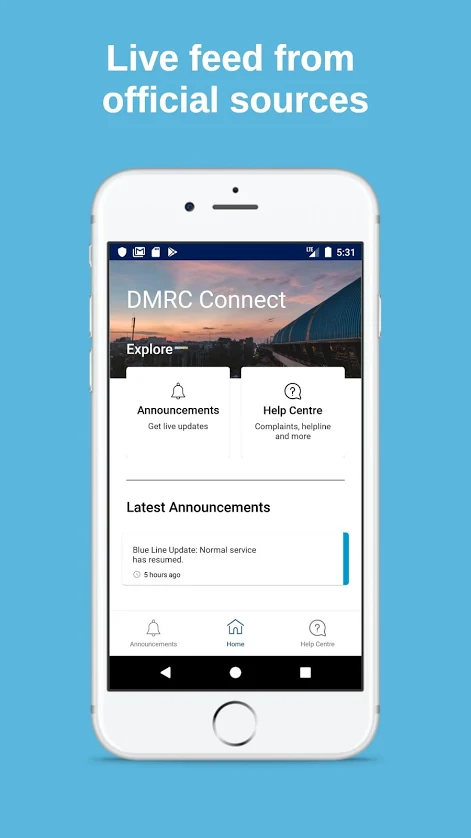 Live feed from
official sources
LTE
5:31
DMRC Connect
Explore
Announcements
Get live updates
Help Centre
Complaints, helpline
and more
Latest Announcements
Blue Line Update: Normal service
has resumed.
5 hours ago
Announcements
Home
Help Centre